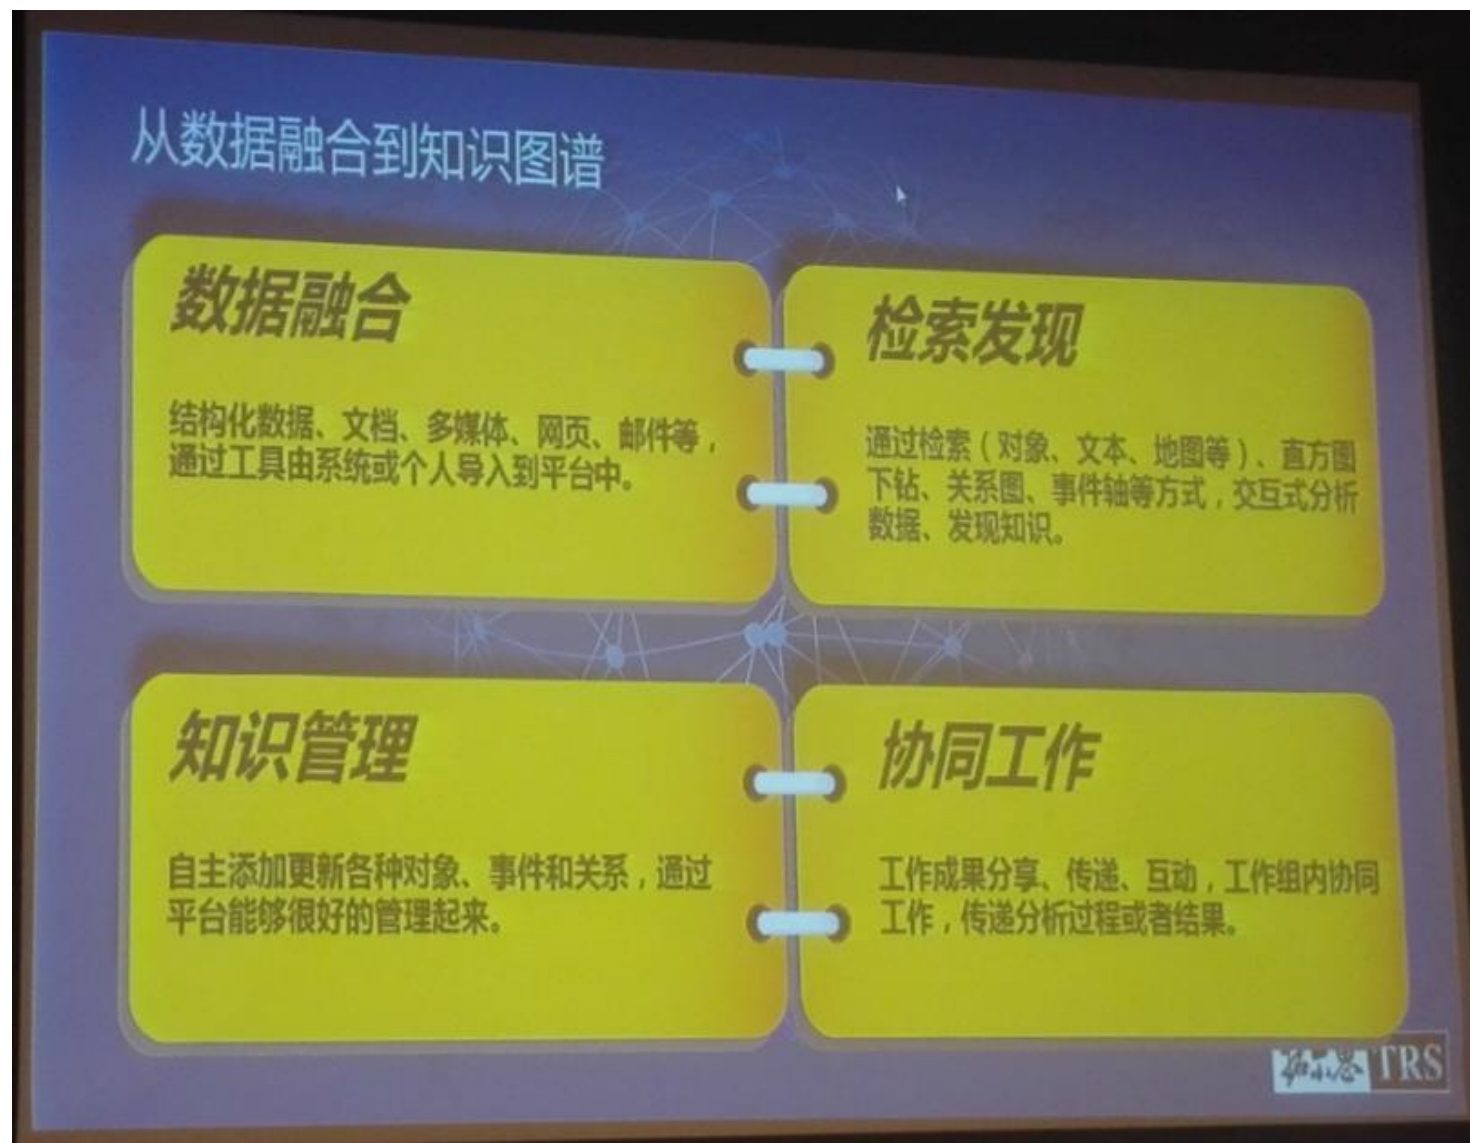 从数据融合到知识图谱
数据融合
结构化数据、文档、多媒体、网页、邮件等，
通过工具由系统或个人导入到平台中。
检索发现
通过检索（对象、文本、地图等）、直方图
下钻、关系图、事件轴等方式，交互式分析
数据、发现知识。
知识管理
自主添加更新各种对象、事件和关系，通过
平台能够很好的管理起来。
协同工作
工作成果分享、传递、互动，工作组内协同
工作，传递分析过程或者结果。
拓尔思 TRS